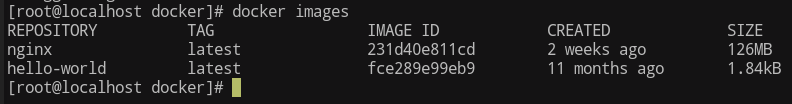 [root@localhost docker]# docker images
REPOSITORY TAG IMAGE ID CREATED SIZE
nginx latest 231d40e811cd 2 weeks ago 126MB
hello-world latest fce289e99eb9 11 months ago 1.84kB
[root@localhost docker]#